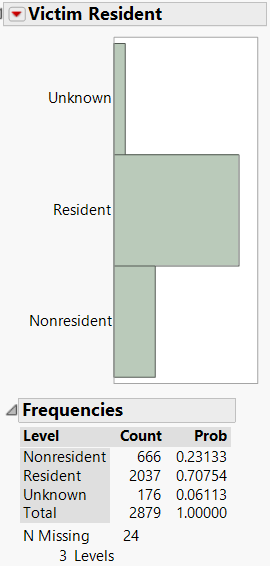 Victim Resident
Unknown
Resident
Nonresident
Frequencies
Level Count Prob
Nonresident 666 0.23133
Resident 2037 0.70754
Unknown 176 0.06113
Total 2879 1.00000
N Missing 24
3 Levels